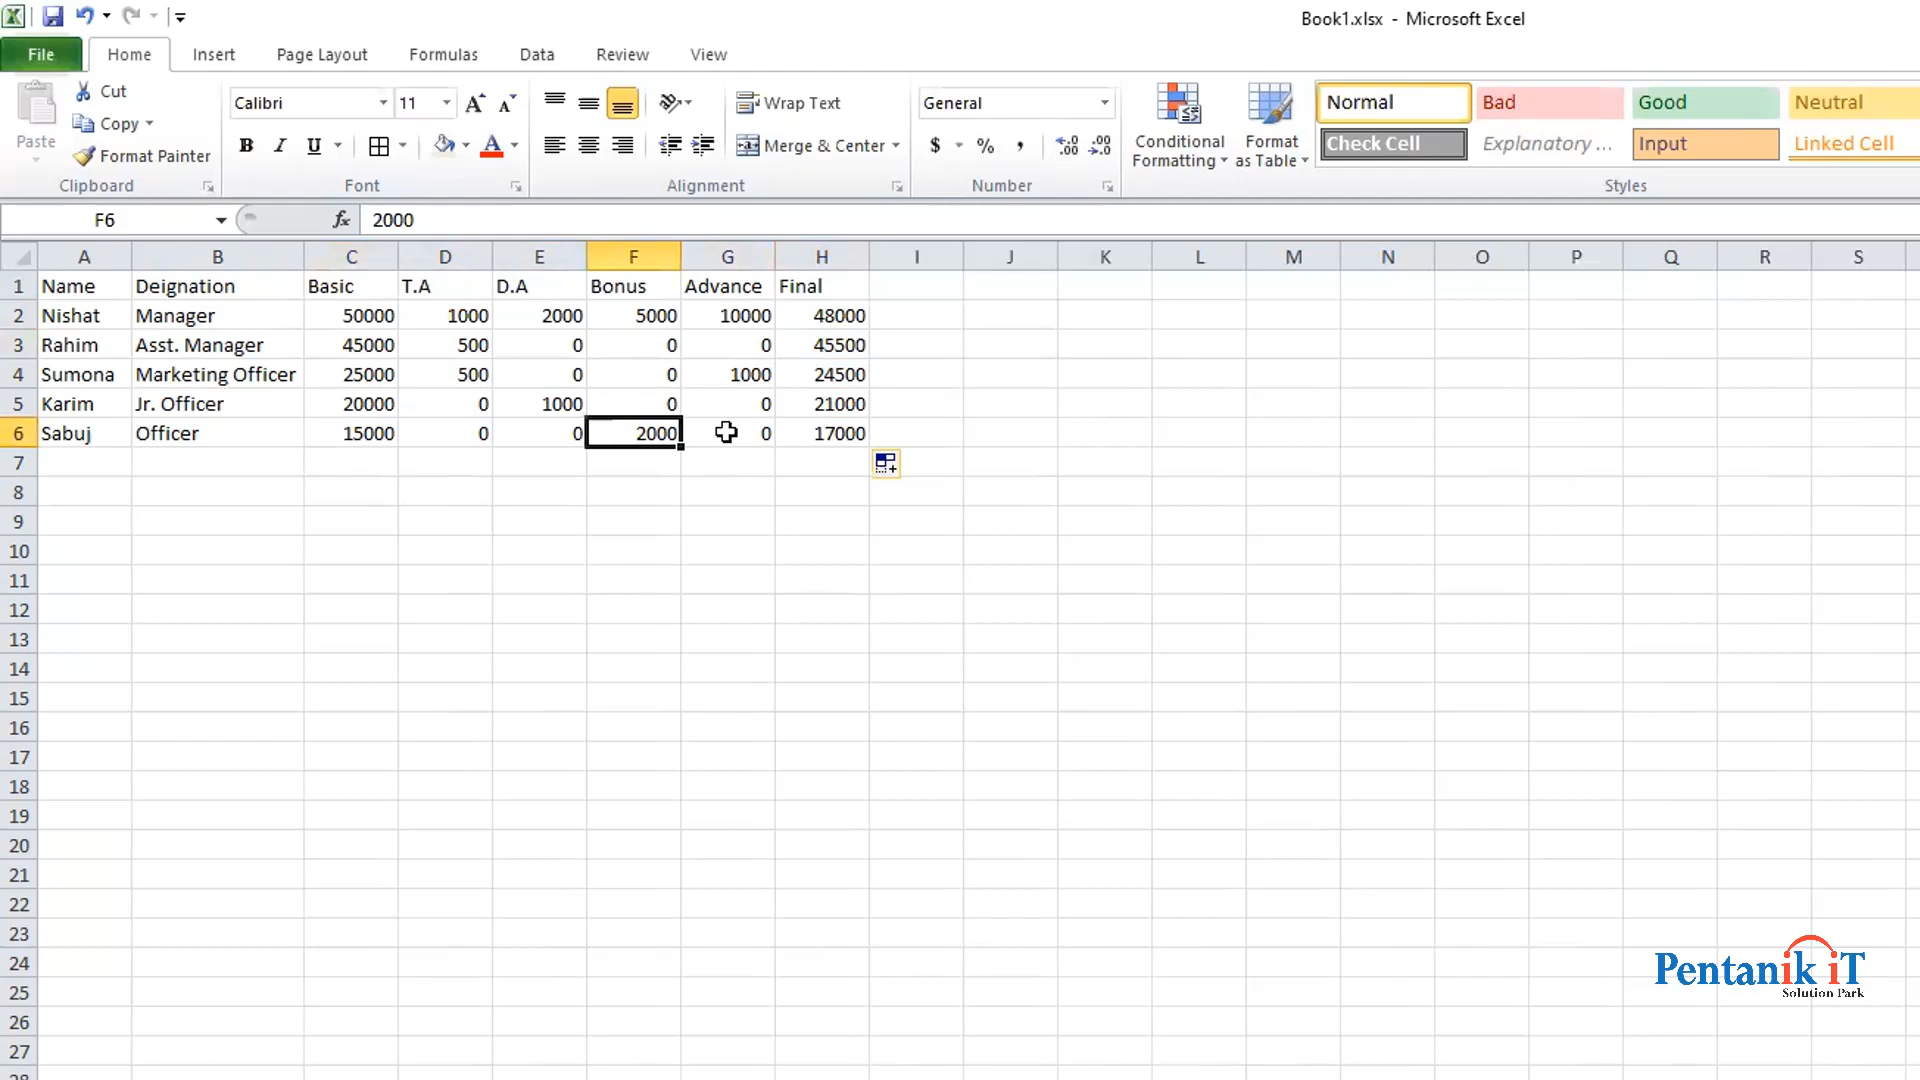 Book1.xlsx - Microsoft Excel
File Home Insert Page Layout Formulas Data Review View
Paste
Cut
Copy
Format Painter
Clipboard
Calibri 11
B I U A
Font
Wrap Text
Merge & Center
Alignment
General
$ % ,
Number
Conditional Formatting
Format as Table
Normal Bad Good Neutral
Check Cell Explanatory ... Input Linked Cell
Styles
F6 fx 2000
A B C D E F G H I J K L M N O P Q R S
1 Name Deignation Basic T.A D.A Bonus Advance Final
2 Nishat Manager 50000 1000 2000 5000 10000 48000
3 Rahim Asst. Manager 45000 500 0 0 0 45500
4 Sumona Marketing Officer 25000 500 0 0 1000 24500
5 Karim Jr. Officer 20000 0 1000 0 0 21000
6 Sabuj Officer 15000 0 0 2000 0 17000
7
8
9
10
11
12
13
14
15
16
17
18
19
20
21
22
23
24
25
26
27
28
Pentanik iT
Solution Park